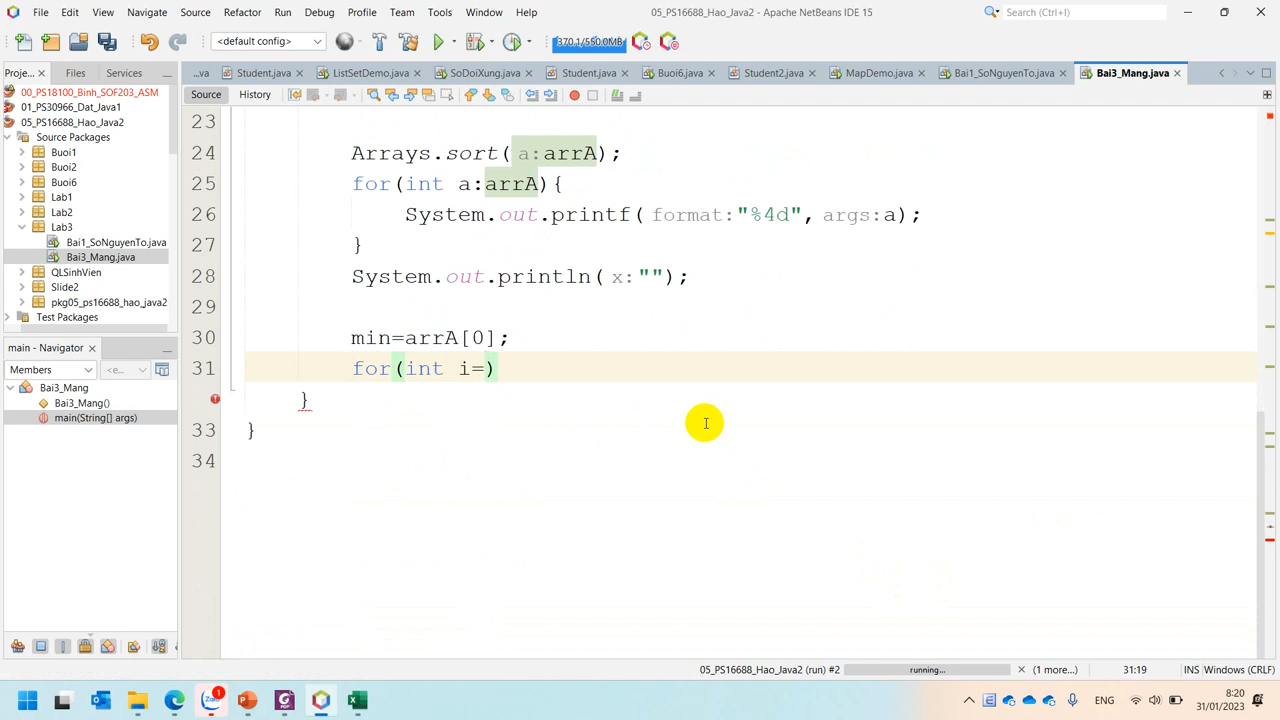 File Edit View Navigate Source Refactor Run Debug Profile Team Tools Window Help 05_PS16688_Hao_Java2 - Apache NetBeans IDE 15 Search (Ctrl+I)
<default config> 370.1/550.0MB
Proje... Files Services ...va Student.java ListSetDemo.java SoDoiXung.java Student.java Buoi6.java Student2.java MapDemo.java Bai1_SoNguyenTo.java Bai3_Mang.java
00_PS18100_Binh_SOF203_ASM
01_PS30966_Dat_Java1
05_PS16688_Hao_Java2
Source Packages
Buoi1
Buoi2
Buoi6
Lab1
Lab2
Lab3
Bai1_SoNguyenTo.java
Bai3_Mang.java
QLSinhVien
Slide2
pkg05_ps16688_hao_java2
Test Packages
main - Navigator
Members <e...
Bai3_Mang
Bai3_Mang()
main(String[] args)
Source History
23
24 Arrays.sort(a:arrA);
25 for(int a:arrA){
26 System.out.printf(format:"%4d", args:a);
27 }
28 System.out.println(x:"");
29
30 min=arrA[0];
31 for(int i=)
}
33 }
34
05_PS16688_Hao_Java2 (run) #2 running... (1 more...) 31:19 INS Windows (CRLF)
Zalo 1 ENG 8:20
31/01/2023